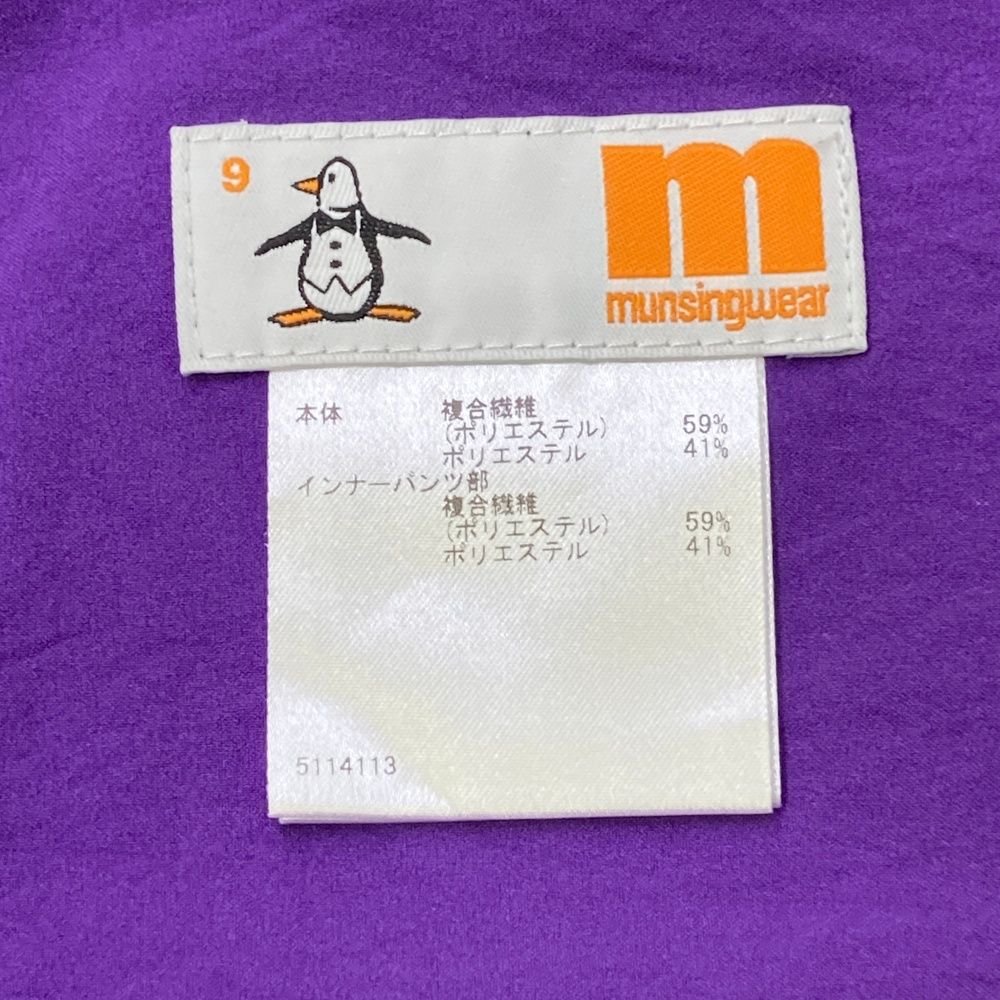 9
m
munsingwear
本体 複合繊維
(ポリエステル) 59%
ポリエステル 41%
インナーパンツ部
複合繊維
(ポリエステル) 59%
ポリエステル 41%
5114113